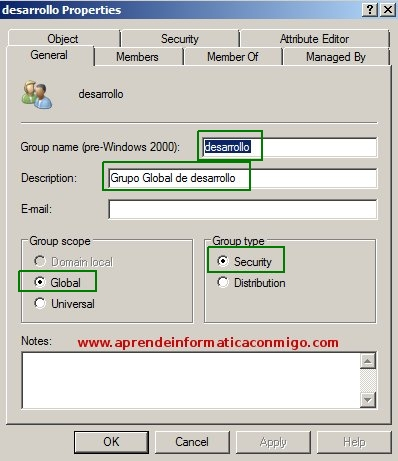 desarrollo Properties
Object
Security
Attribute Editor
General
Members
Member Of
Managed By
desarrollo
Group name (pre-Windows 2000): desarrollo
Description: Grupo Global de desarrollo
E-mail:
Group scope
Domain local
Global
Universal
Group type
Security
Distribution
Notes:
www.aprendeinformaticaconmigo.com
OK
Cancel
Apply
Help